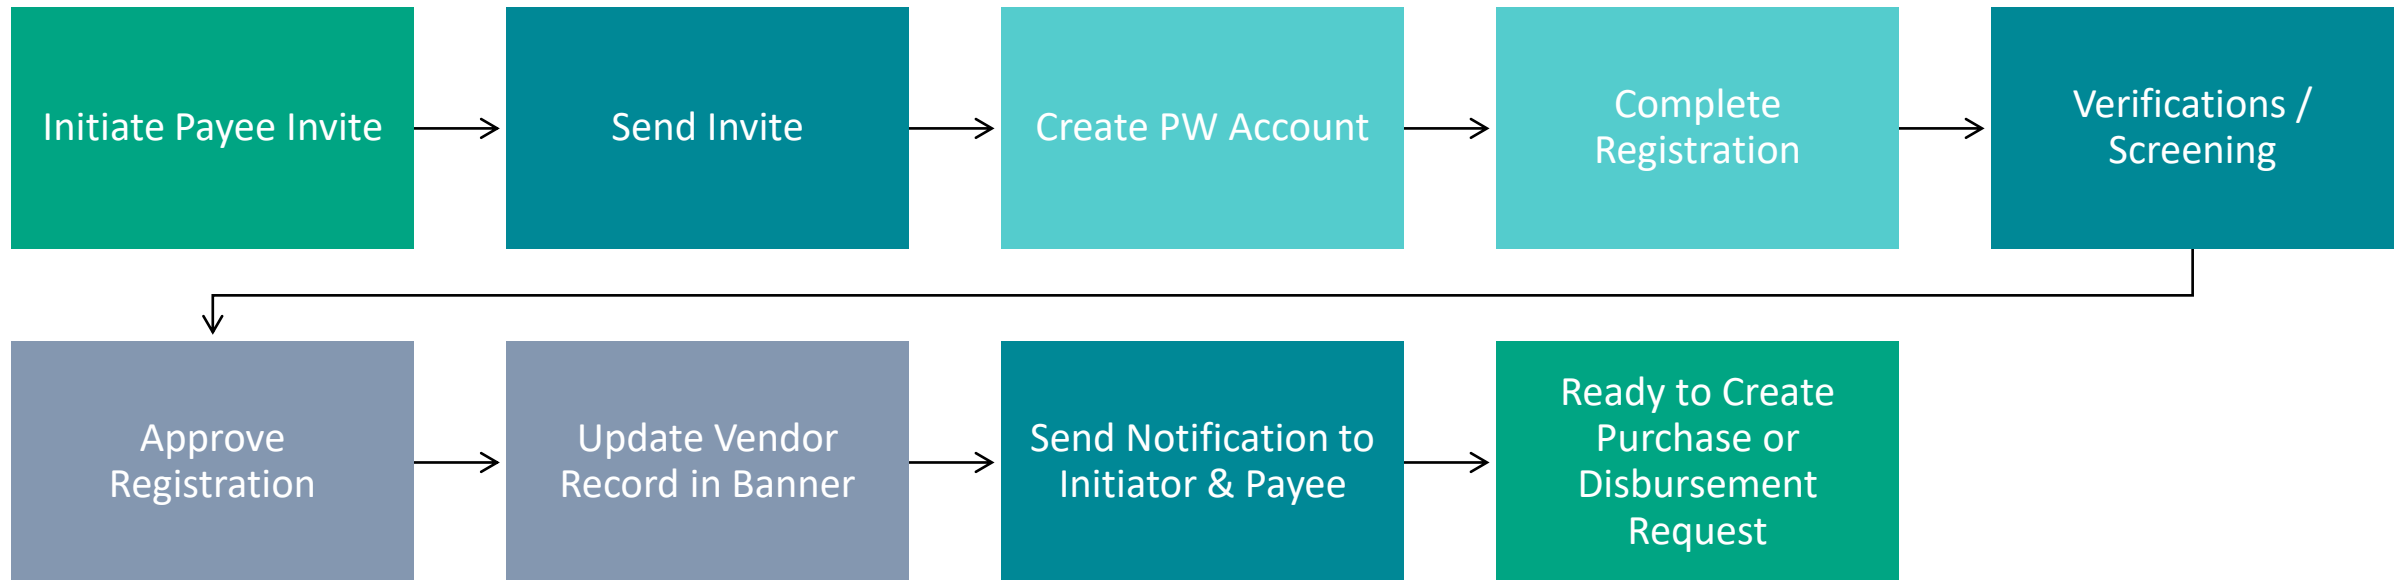 Initiate Payee Invite
Send Invite
Create PW Account
Complete
Registration
Verifications /
Screening
Approve
Registration
Update Vendor
Record in Banner
Send Notification to
Initiator & Payee
Ready to Create
Purchase or
Disbursement
Request